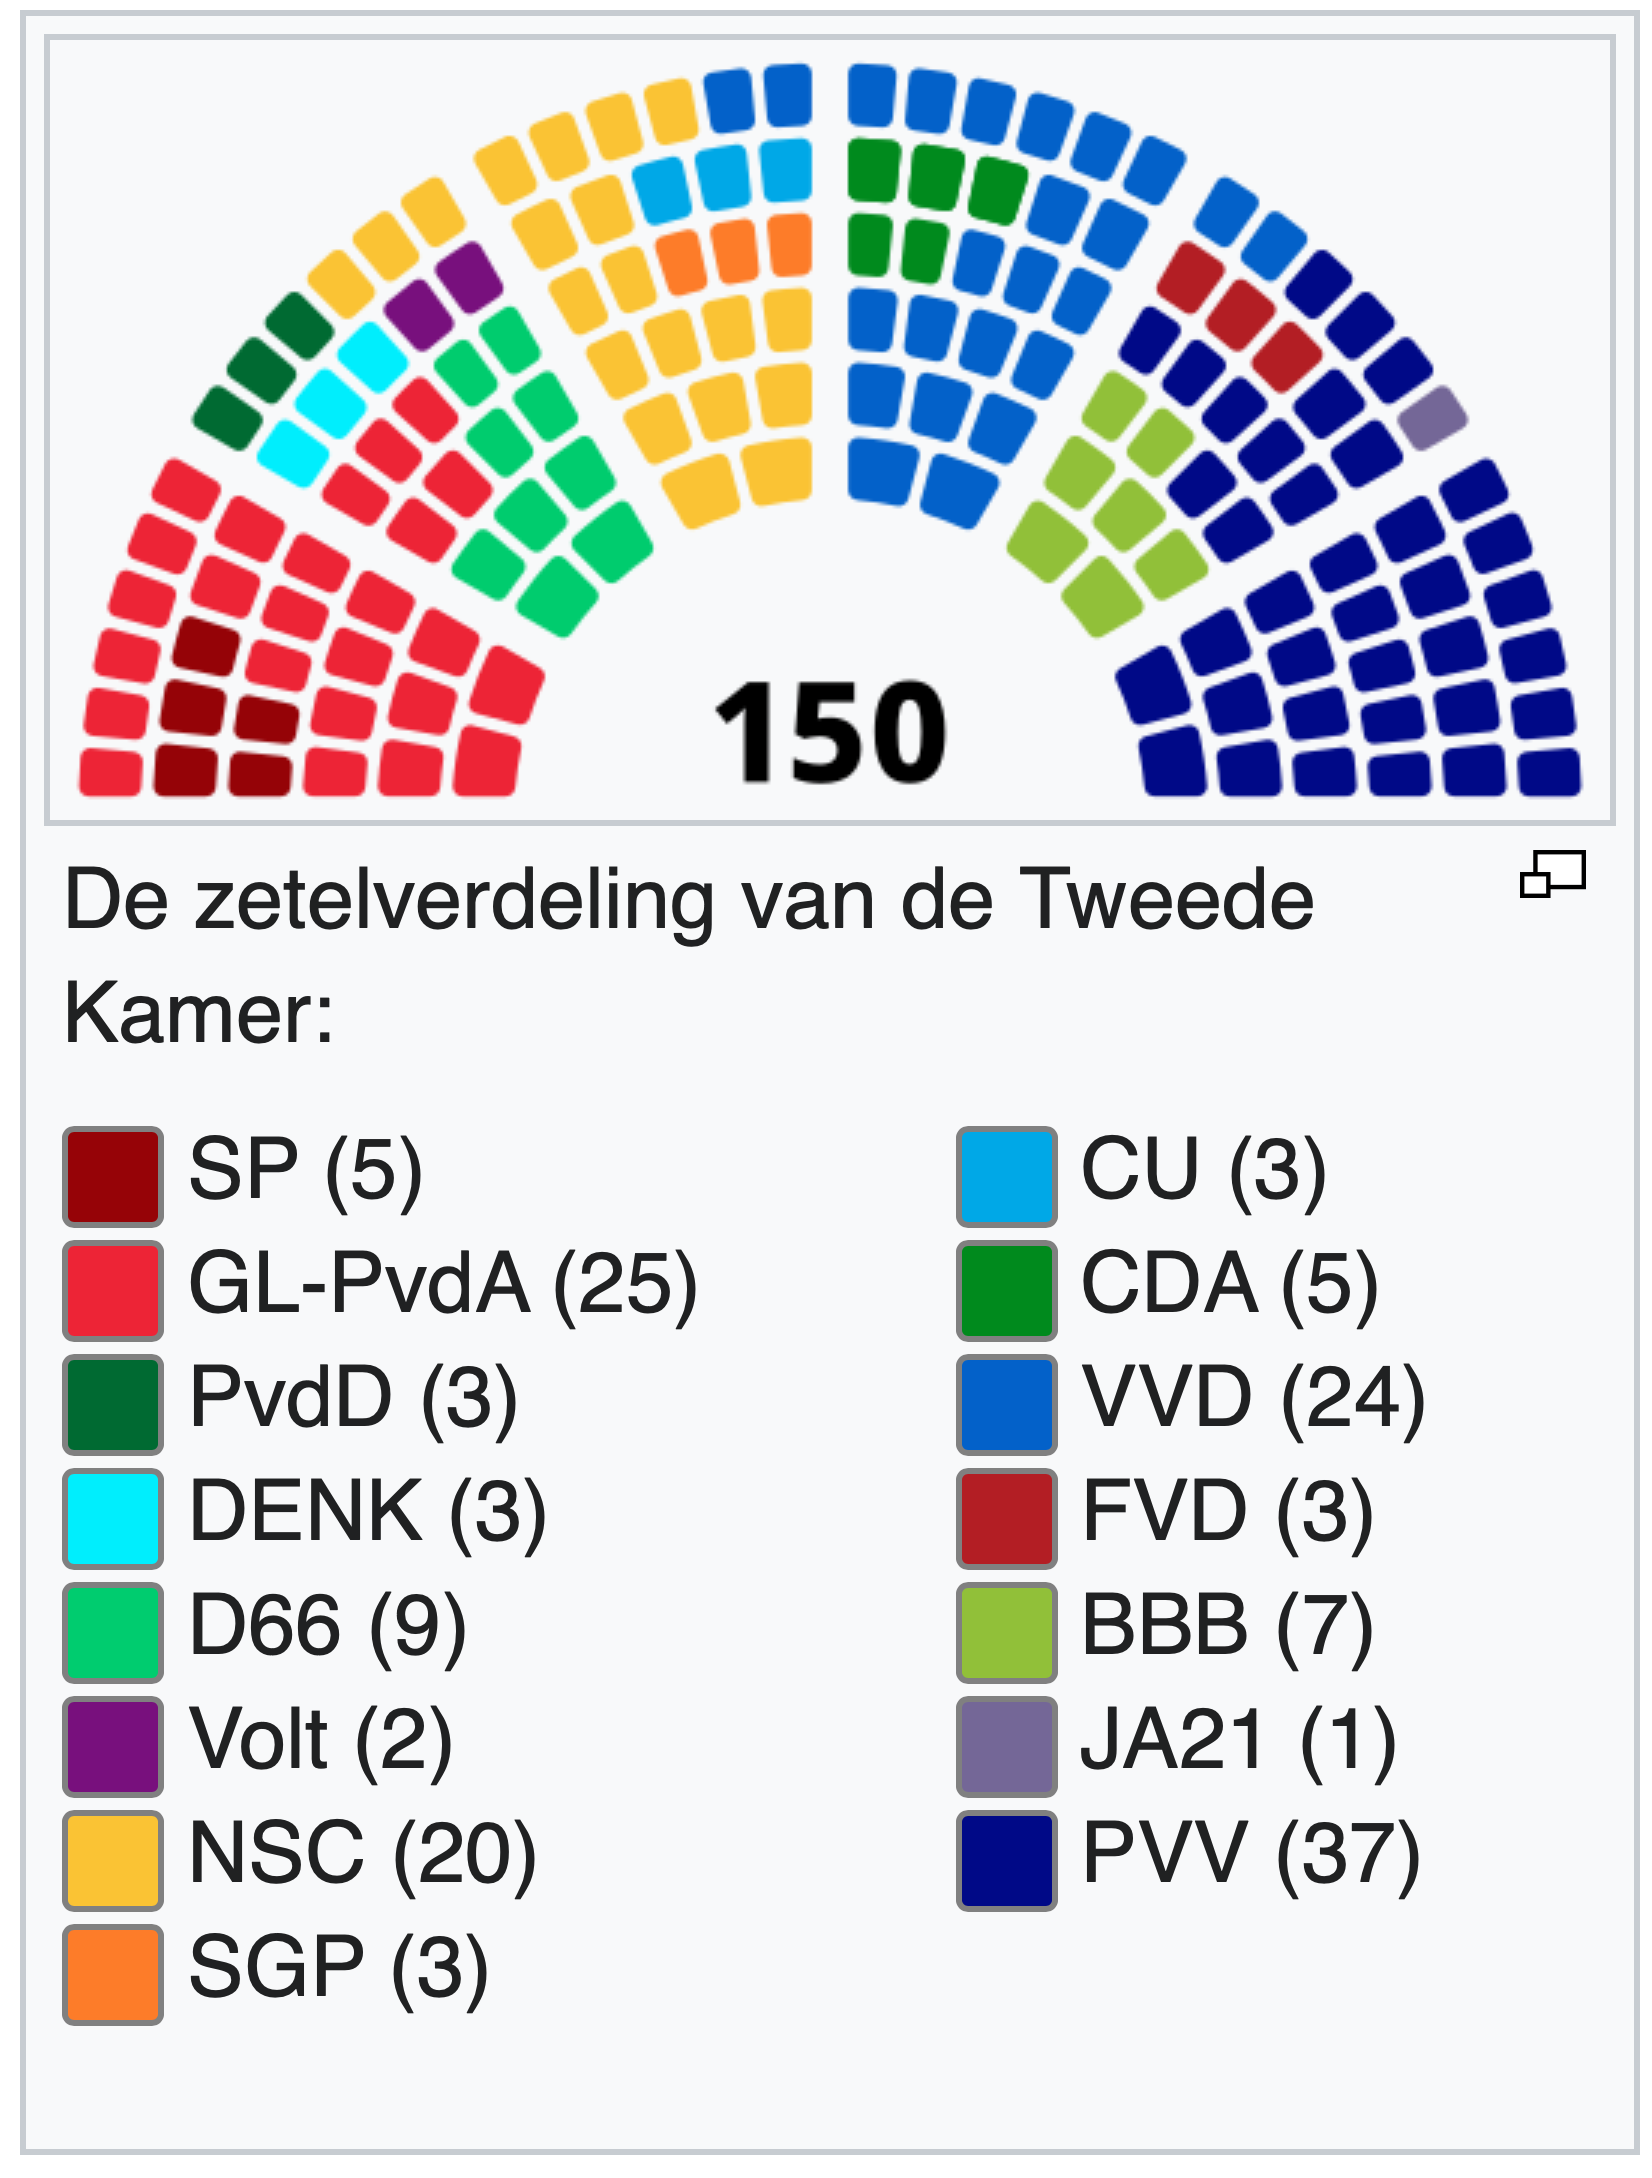 150
De zetelverdeling van de Tweede
Kamer:
SP (5)
GL-PvdA (25)
PvdD (3)
DENK (3)
D66 (9)
Volt (2)
NSC (20)
SGP (3)
CU (3)
CDA (5)
VVD (24)
FVD (3)
BBB (7)
JA21 (1)
PVV (37)